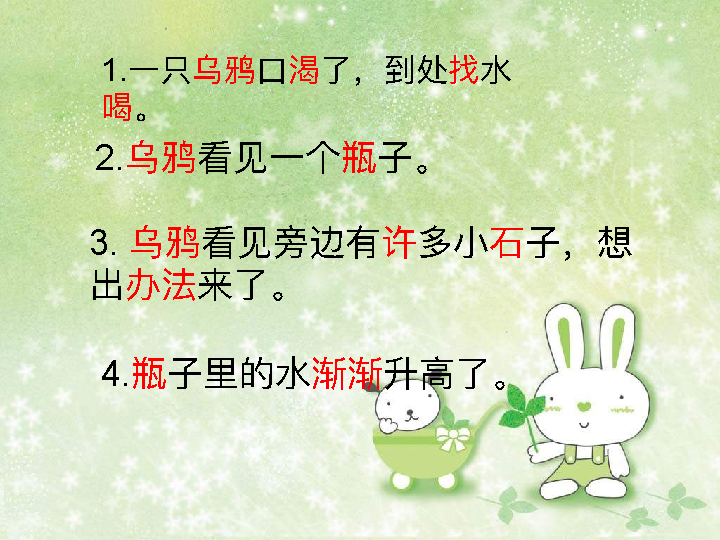 1.一只乌鸦口渴了，到处找水
喝。
2.乌鸦看见一个瓶子。
3. 乌鸦看见旁边有许多小石子，想
出办法来了。
4.瓶子里的水渐渐升高了。